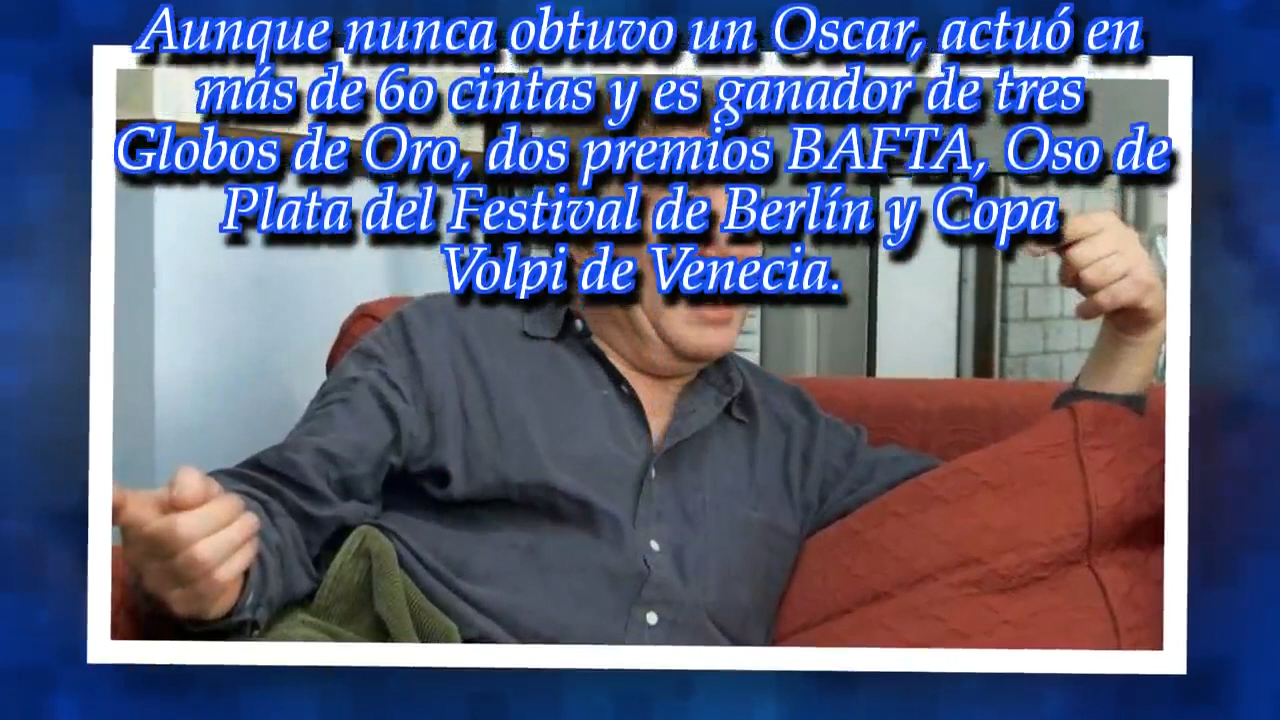 Aunque nunca obtuvo un Oscar, actuó en
más de 60 cintas y es ganador de tres
Globos de Oro, dos premios BAFTA, Oso de
Plata del Festival de Berlín y Copa
Volpi de Venecia.